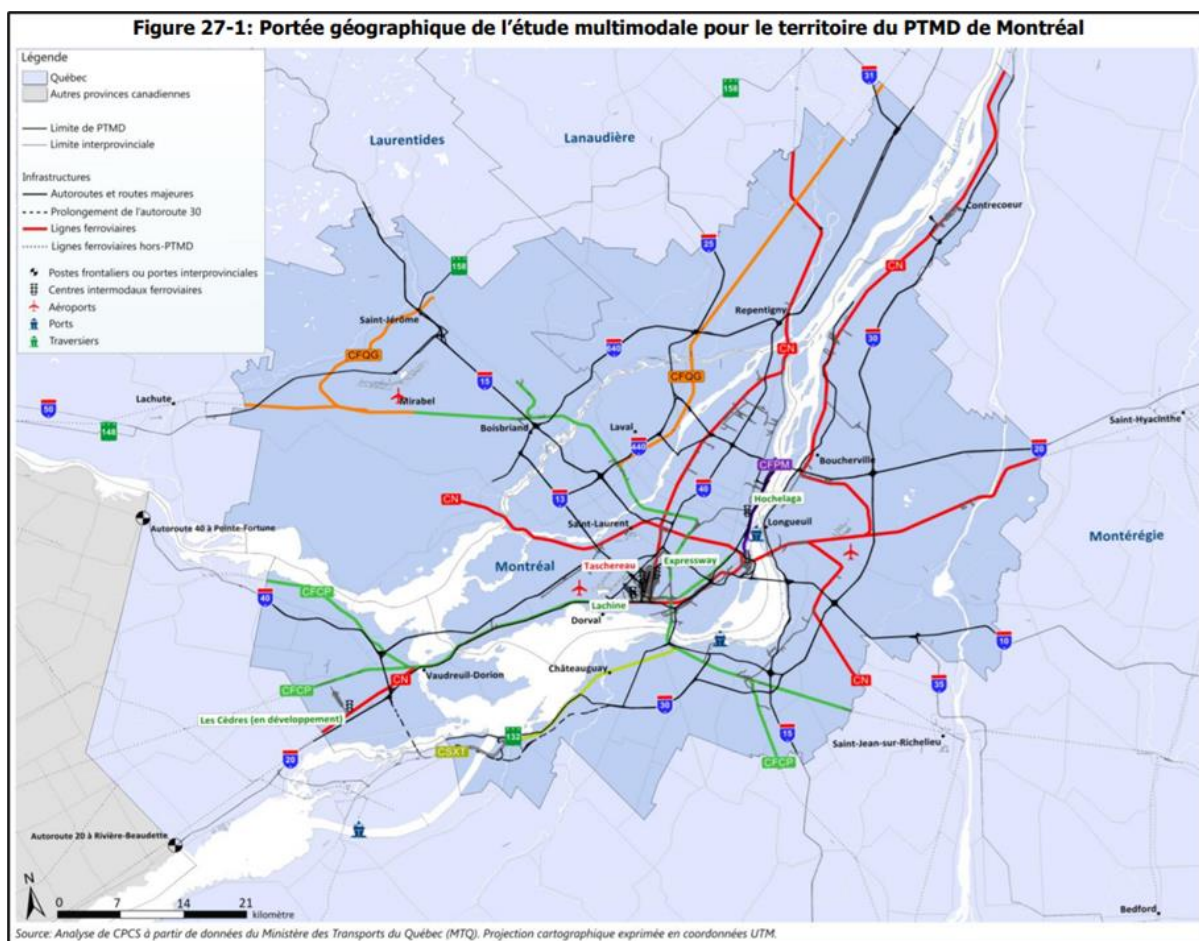 Figure 27-1: Portée géographique de l'étude multimodale pour le territoire du PTMD de Montréal
Légende
Québec
Autres provinces canadiennes
Limite de PTMD
Limite interprovinciale
Infrastructures
Autoroutes et routes majeures
Prolongement de l'autoroute 30
Lignes ferroviaires
Lignes ferroviaires hors-PTMD
Postes frontaliers ou portes interprovinciales
Centres intermodaux ferroviaires
Aéroports
Ports
Traversiers
31
158
Laurentides
Lanaudière
Contrecoeur
25
158
CN
Saint-Jérôme
Repentigny
30
CFQG
640
CN
15
CFQG
Lachute
50
Mirabel
148
Boisbriand
Laval
Saint-Hyacinthe
440
20
Boucherville
CFPM
13
40
CN
Hochelaga
Autoroute 40 à Pointe-Fortune
Saint-Laurent
Longueuil
Montréal
Taschereau
Expressway
Montérégie
CFCP
40
Lachine
Dorval
10
Châteauguay
Vaudreuil-Dorion
CN
CN
CFCP
35
30
Les Cèdres (en développement)
15
Saint-Jean-sur-Richelieu
132
CSXT
20
CFCP
Autoroute 20 à Rivière-Beaudette
N
0 7 14 21
kilomètre
Bedford
Source: Analyse de CPCS à partir de données du Ministère des Transports du Québec (MTQ). Projection cartographique exprimée en coordonnées UTM.